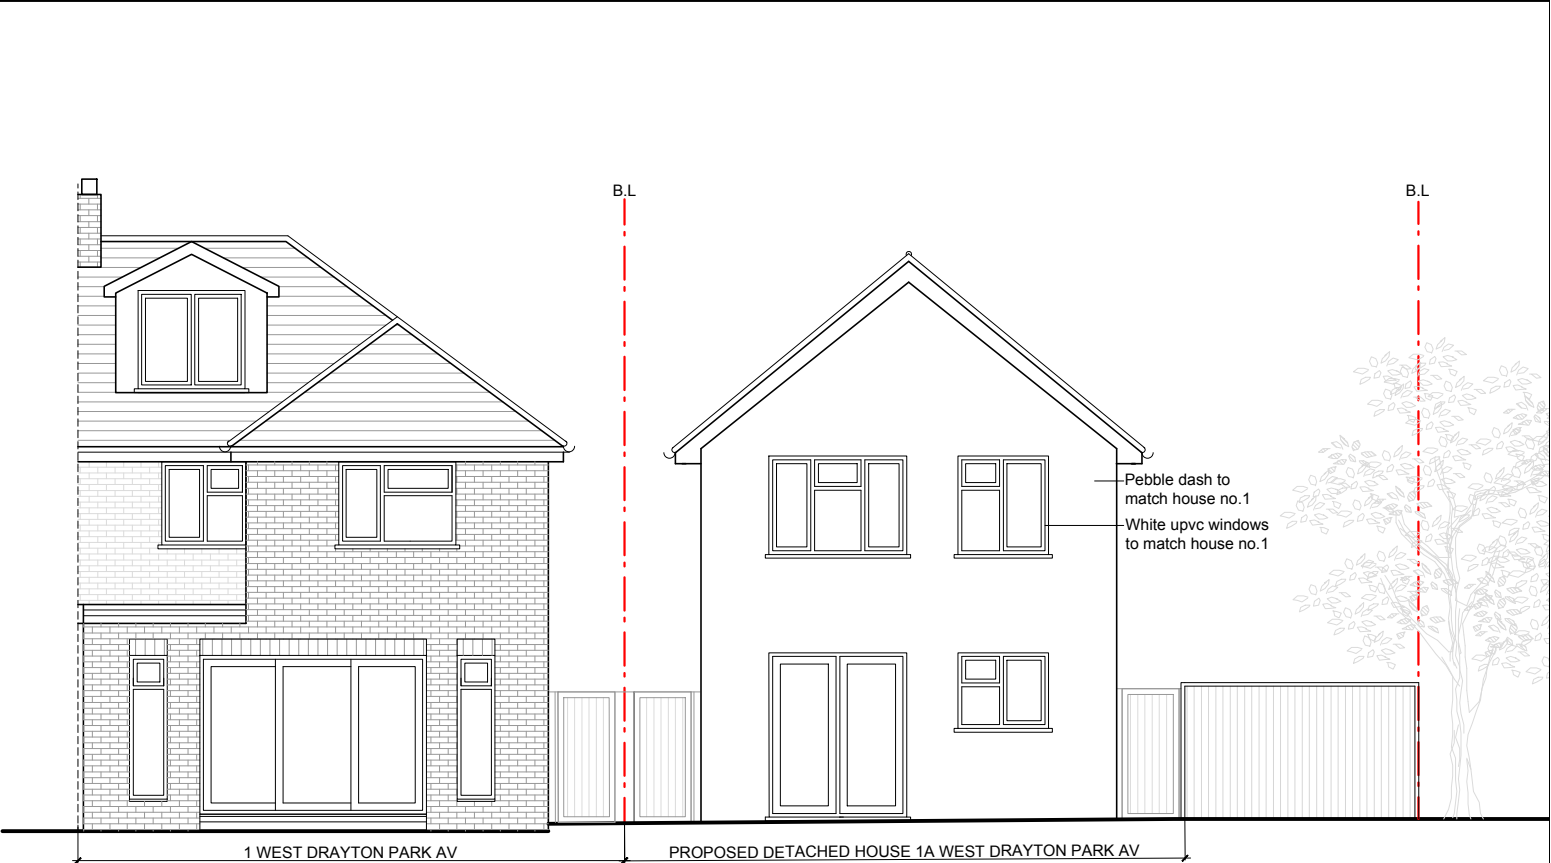 B.L
B.L
Pebble dash to
match house no.1
White upvc windows
to match house no.1
1 WEST DRAYTON PARK AV
PROPOSED DETACHED HOUSE 1A WEST DRAYTON PARK AV